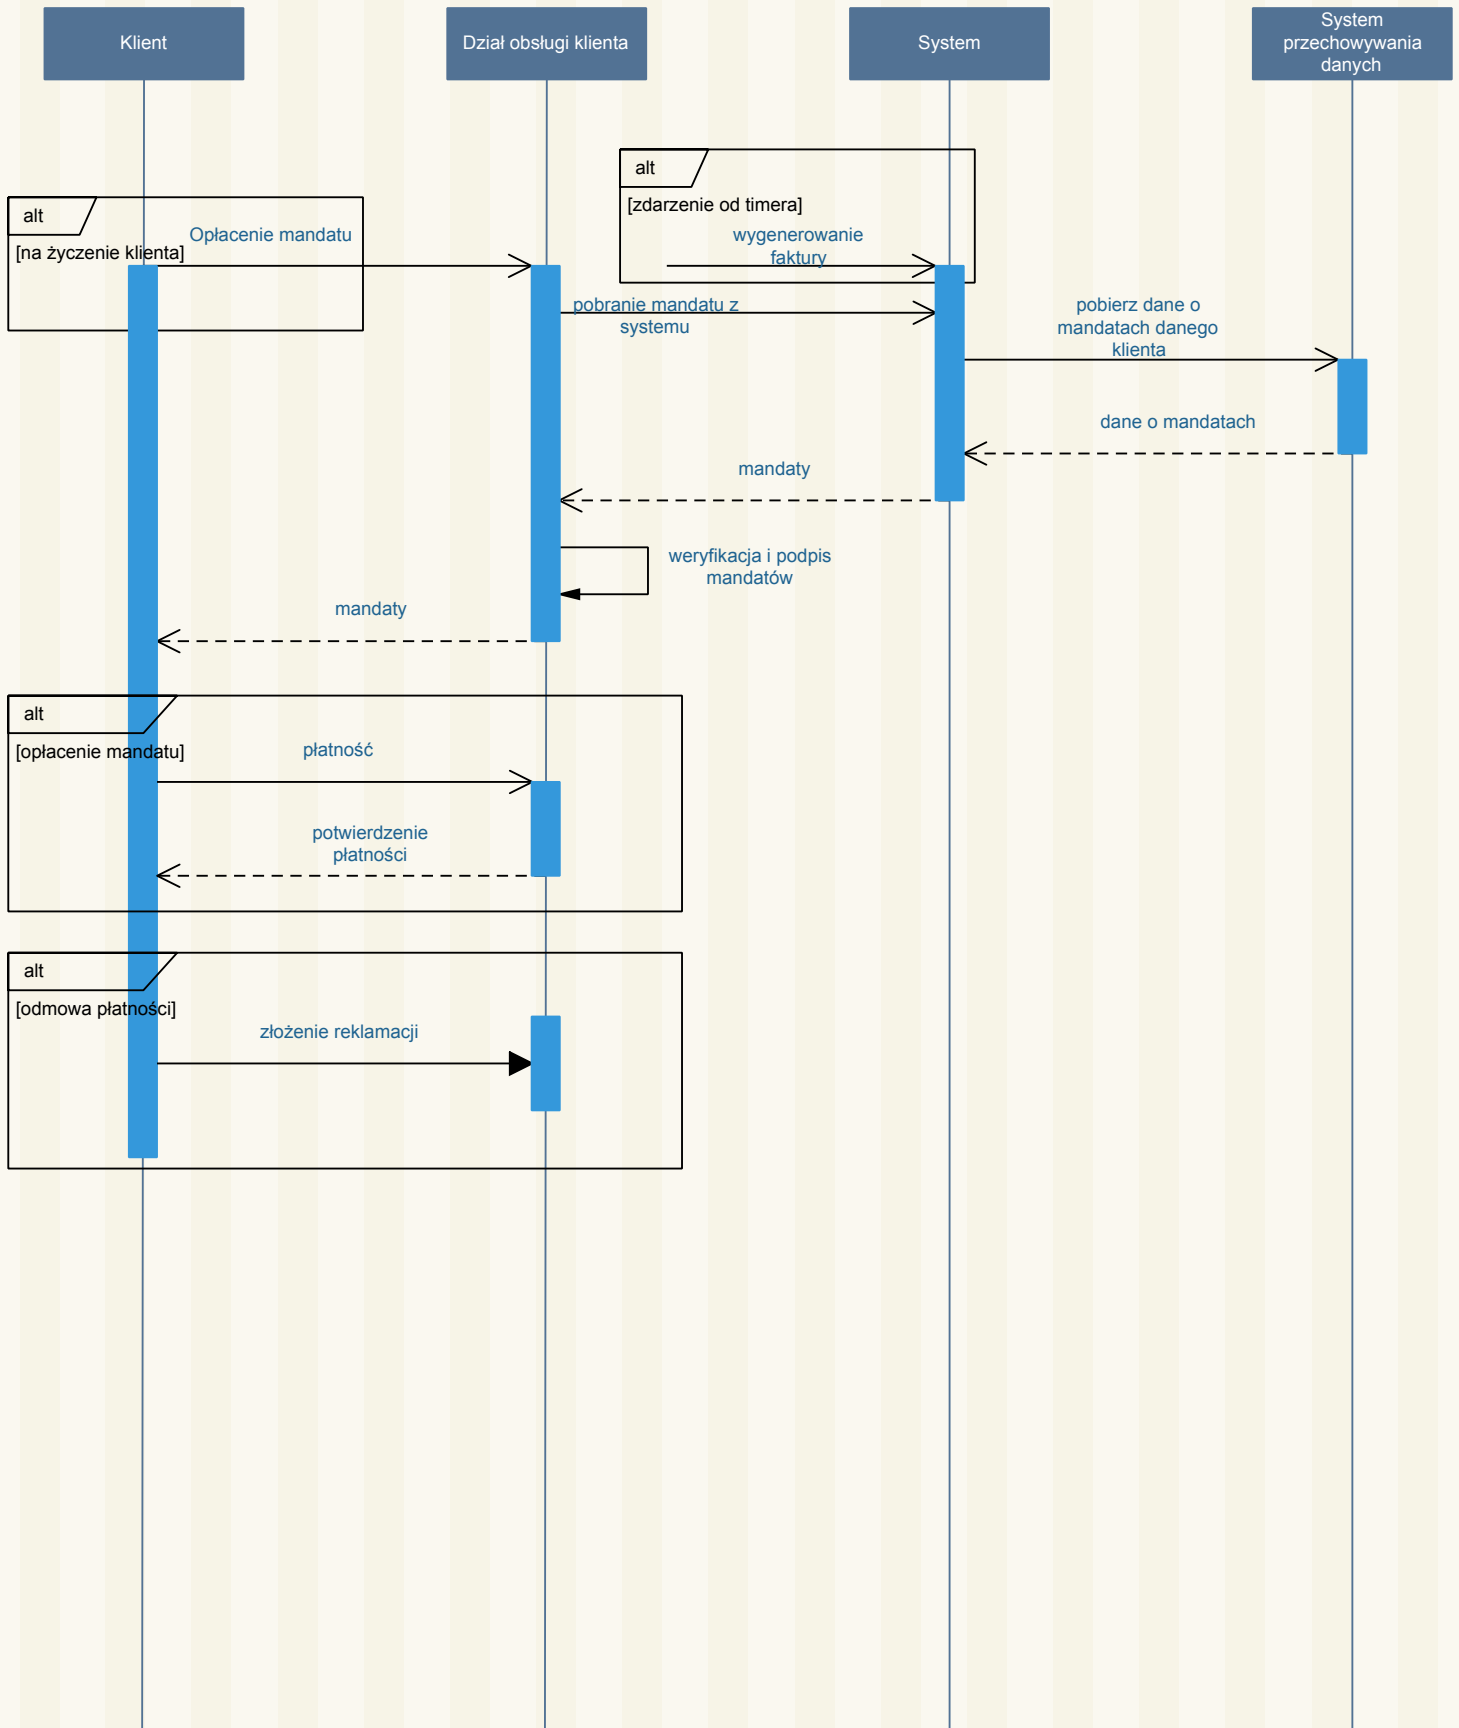 Klient
Dział obsługi klienta
System
System
przechowywania
danych
alt
[zdarzenie od timera]
wygenerowanie
faktury
alt
[na życzenie klienta]
Opłacenie mandatu
pobranie mandatu z
systemu
pobierz dane o
mandatach danego
klienta
dane o mandatach
mandaty
weryfikacja i podpis
mandatów
mandaty
alt
[opłacenie mandatu]
płatność
potwierdzenie
płatności
alt
[odmowa płatności]
złożenie reklamacji